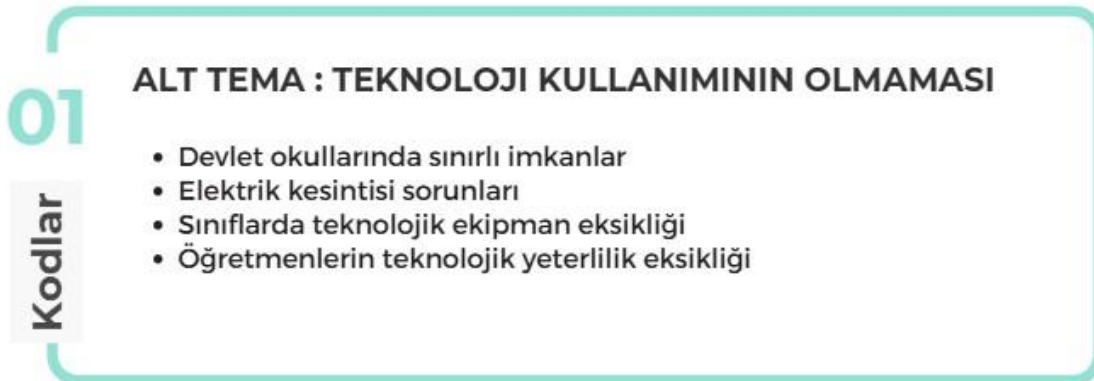 ALT TEMA : TEKNOLOJI KULLANIMININ OLMAMASI
01
Kodlar
• Devlet okullarında sınırlı imkanlar
• Elektrik kesintisi sorunları
• Sınıflarda teknolojik ekipman eksikliği
• Öğretmenlerin teknolojik yeterlilik eksikliği